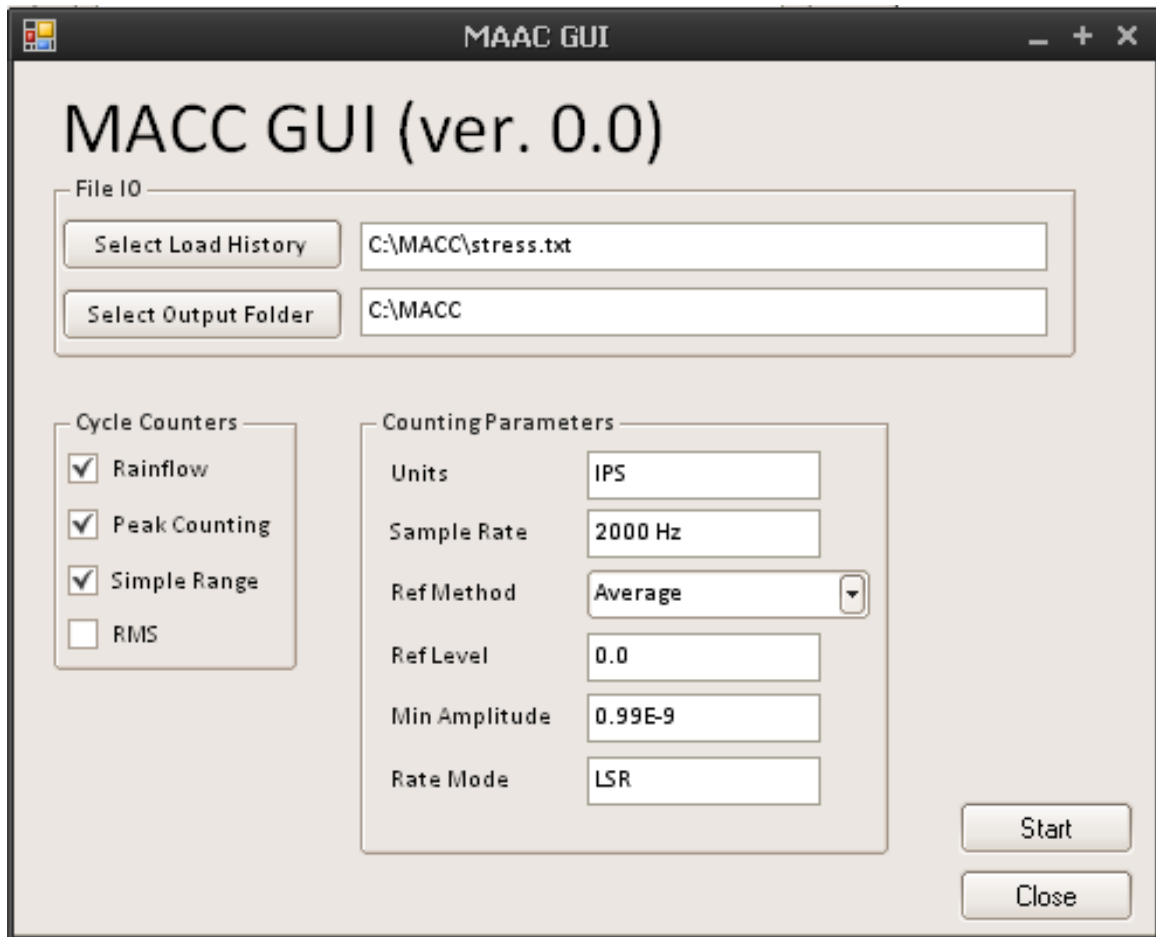 MAAC GUI
MACC GUI (ver. 0.0)
File IO
Select Load History C:\MACC\stress.txt
Select Output Folder C:\MACC
Cycle Counters
Rainflow
Peak Counting
Simple Range
RMS
Counting Parameters
Units IPS
Sample Rate 2000 Hz
Ref Method Average
Ref Level 0.0
Min Amplitude 0.99E-9
Rate Mode LSR
Start
Close